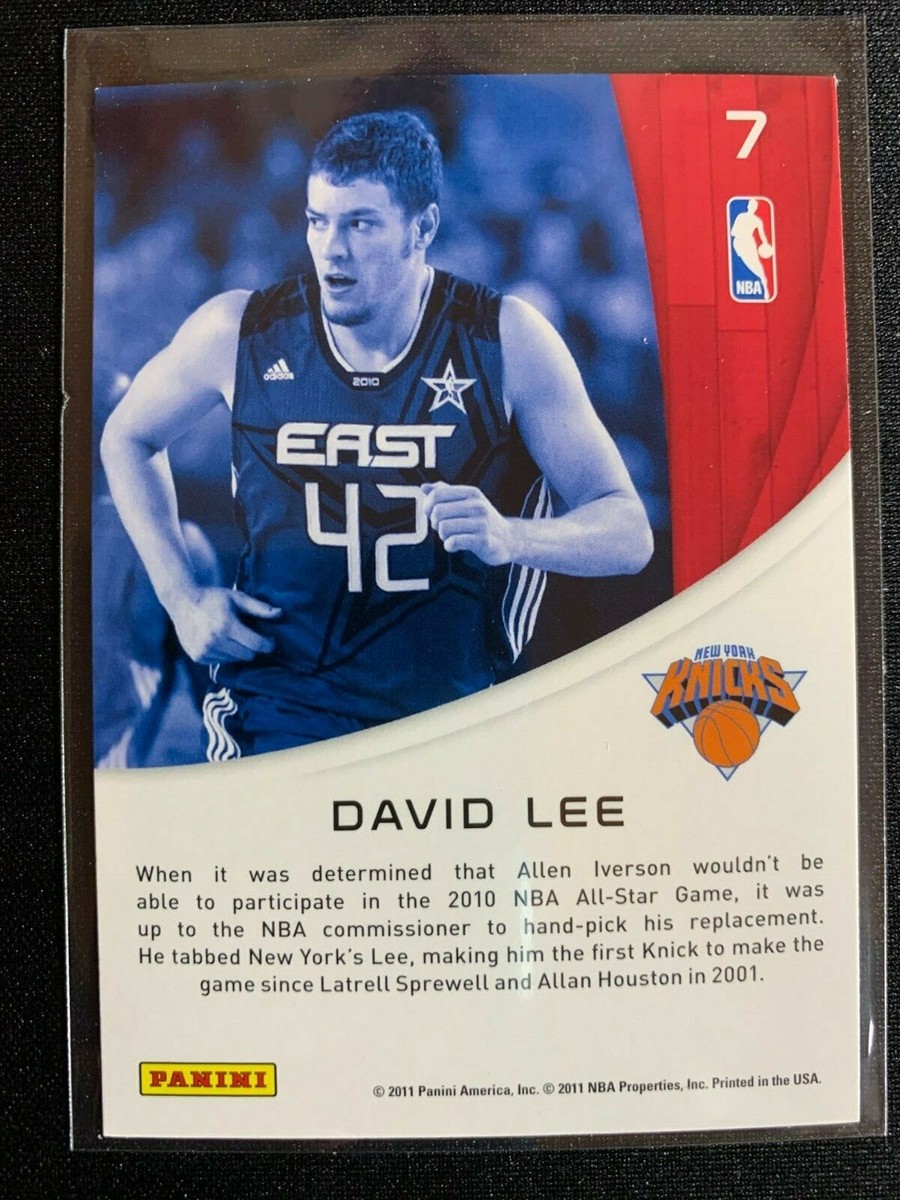 7
NBA
adidas
2010
EAST
42
NEW YORK
KNICKS
DAVID LEE
When it was determined that Allen Iverson wouldn't be
able to participate in the 2010 NBA All-Star Game, it was
up to the NBA commissioner to hand-pick his replacement.
He tabbed New York's Lee, making him the first Knick to make the
game since Latrell Sprewell and Allan Houston in 2001.
PANINI
© 2011 Panini America, Inc. © 2011 NBA Properties, Inc. Printed in the USA.